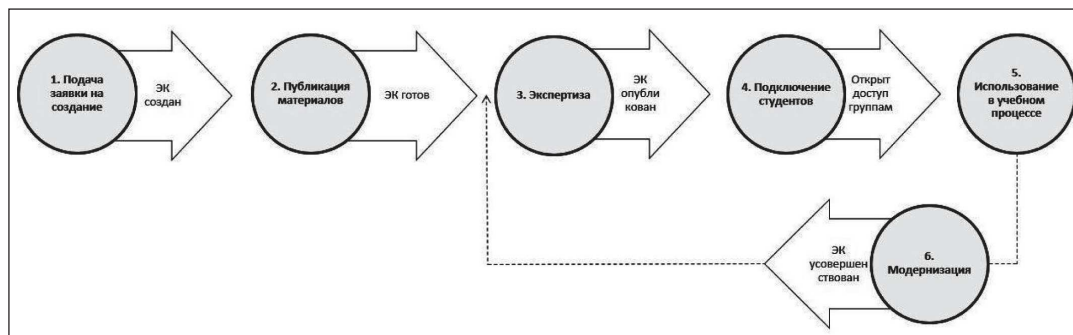 1. Подача
заявки на
создание
ЭК
создан
2. Публикация
материалов
ЭК готов
3. Экспертиза
ЭК
опубли
кован
4. Подключение
студентов
Открыт
доступ
группам
5.
Использование
в учебном
процессе
ЭК
усовершен
ствован
6.
Модернизация